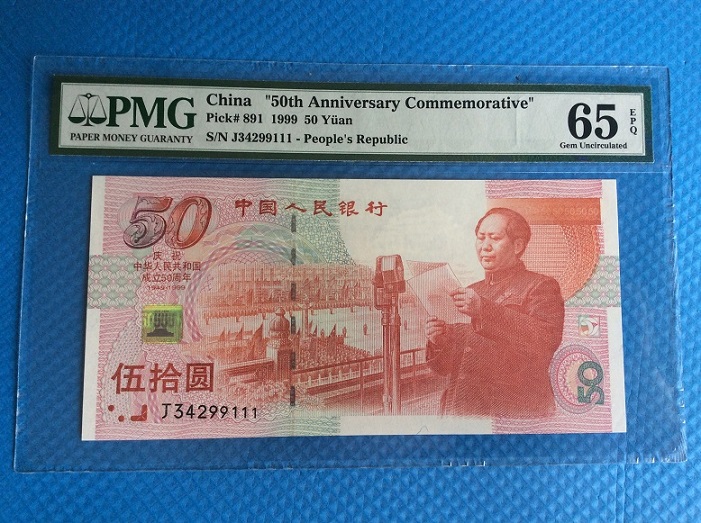 PMG
PAPER MONEY GUARANTY
China "50th Anniversary Commemorative"
Pick# 891 1999 50 Yüan
S/N J34299111 - People's Republic
65 EPQ
Gem Uncirculated
50
中国人民银行
庆祝
中华人民共和国
成立50周年
1949-1999
伍拾圆
J34299111
50